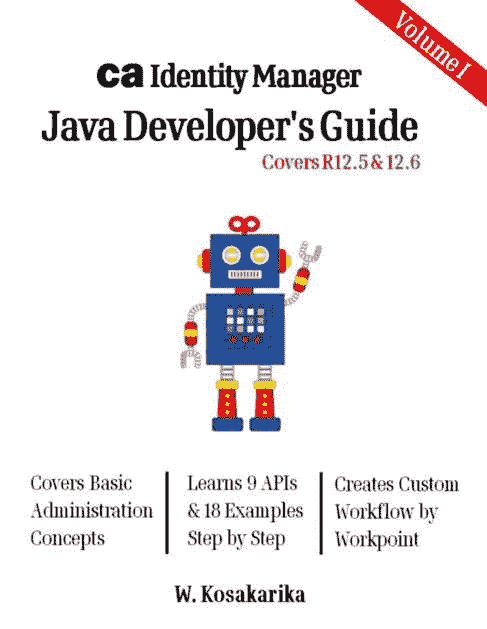 Volume I
ca Identity Manager
Java Developer's Guide
Covers R12.5 & 12.6
Covers Basic
Administration
Concepts
Learns 9 APIs
& 18 Examples
Step by Step
Creates Custom
Workflow by
Workpoint
W. Kosakarika